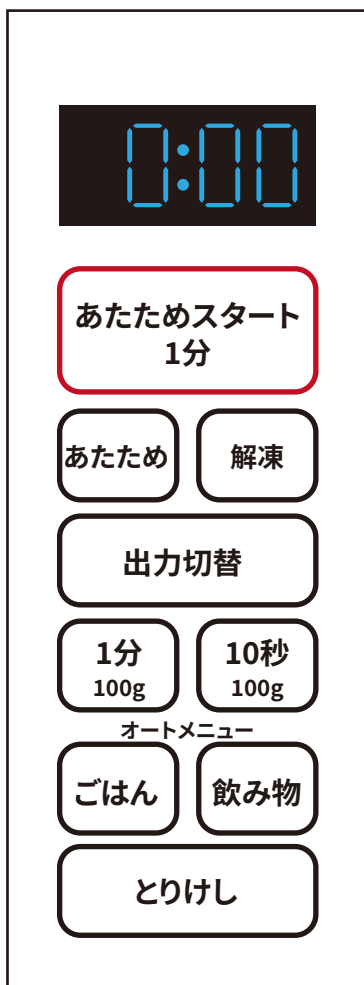 0:00
あたためスタート
1分
あたため
解凍
出力切替
1分
100g
10秒
100g
オートメニュー
ごはん
飲み物
とりけし